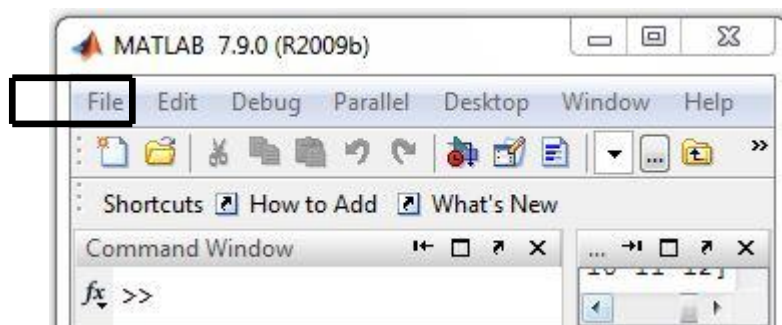 MATLAB 7.9.0 (R2009b)
File Edit Debug Parallel Desktop Window Help
Shortcuts How to Add What's New
Command Window ...
fx >>